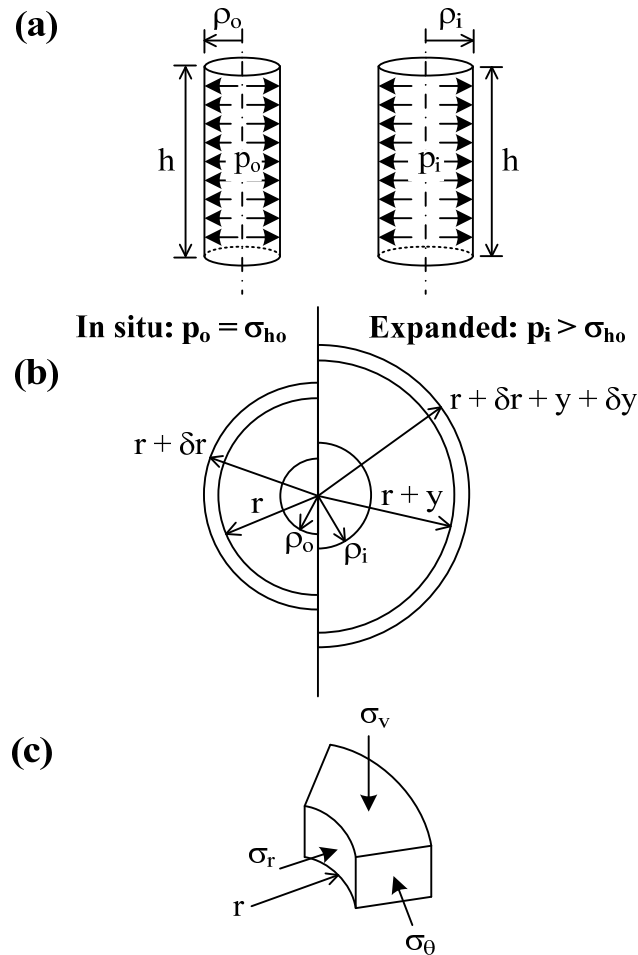 (a)
ρo
ρi
h
po
pi
h
In situ: po = σho
Expanded: pi > σho
(b)
r + δr + y + δy
r + δr
r
r + y
ρo
ρi
(c)
σv
σr
r
σθ